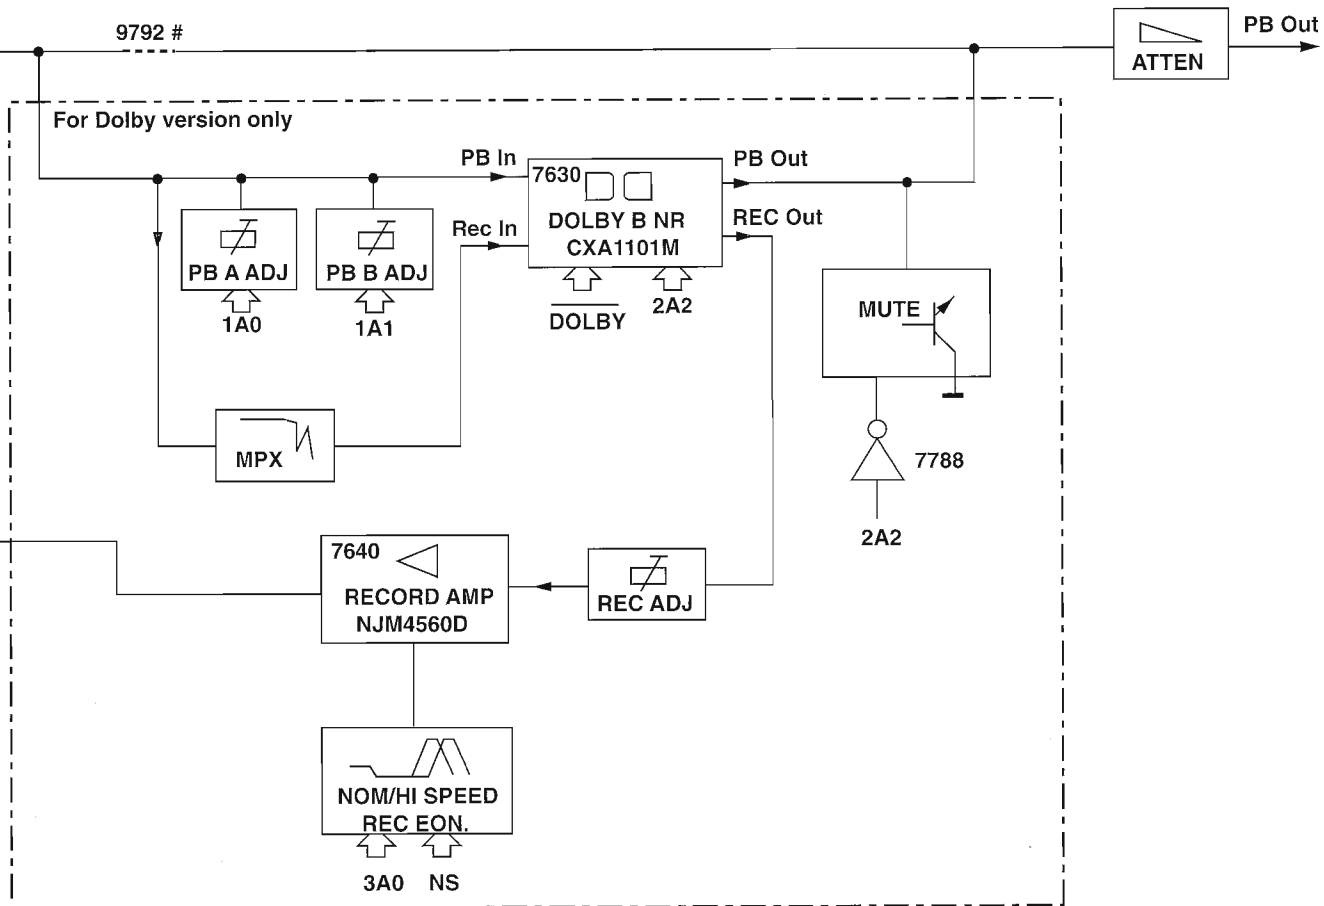 9792 #
PB Out
ATTEN
For Dolby version only
PB In
7630
PB Out
DOLBY B NR
CXA1101M
Rec In
REC Out
PB A ADJ
PB B ADJ
1A0
1A1
DOLBY
2A2
MUTE
MPX
7788
2A2
7640
RECORD AMP
NJM4560D
REC ADJ
NOM/HI SPEED
REC EON.
3A0
NS